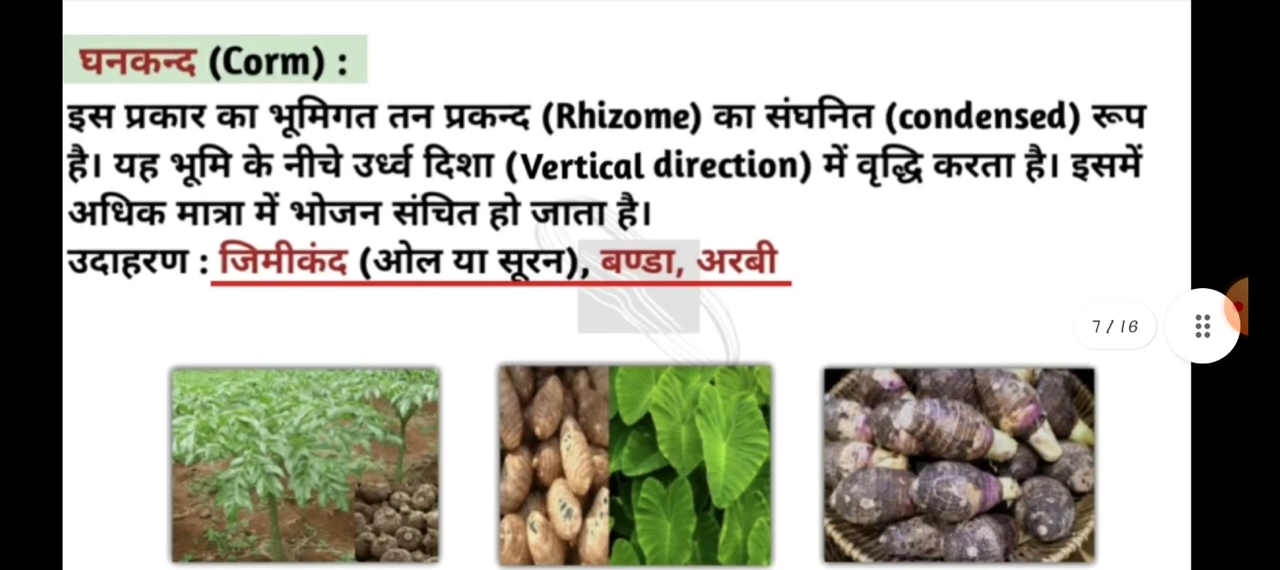 घनकन्द (Corm) :
इस प्रकार का भूमिगत तन प्रकन्द (Rhizome) का संघनित (condensed) रूप
है। यह भूमि के नीचे उर्ध्व दिशा (Vertical direction) में वृद्धि करता है। इसमें
अधिक मात्रा में भोजन संचित हो जाता है।
उदाहरण : जिमीकंद (ओल या सूरन), बण्डा, अरबी
7 / 16